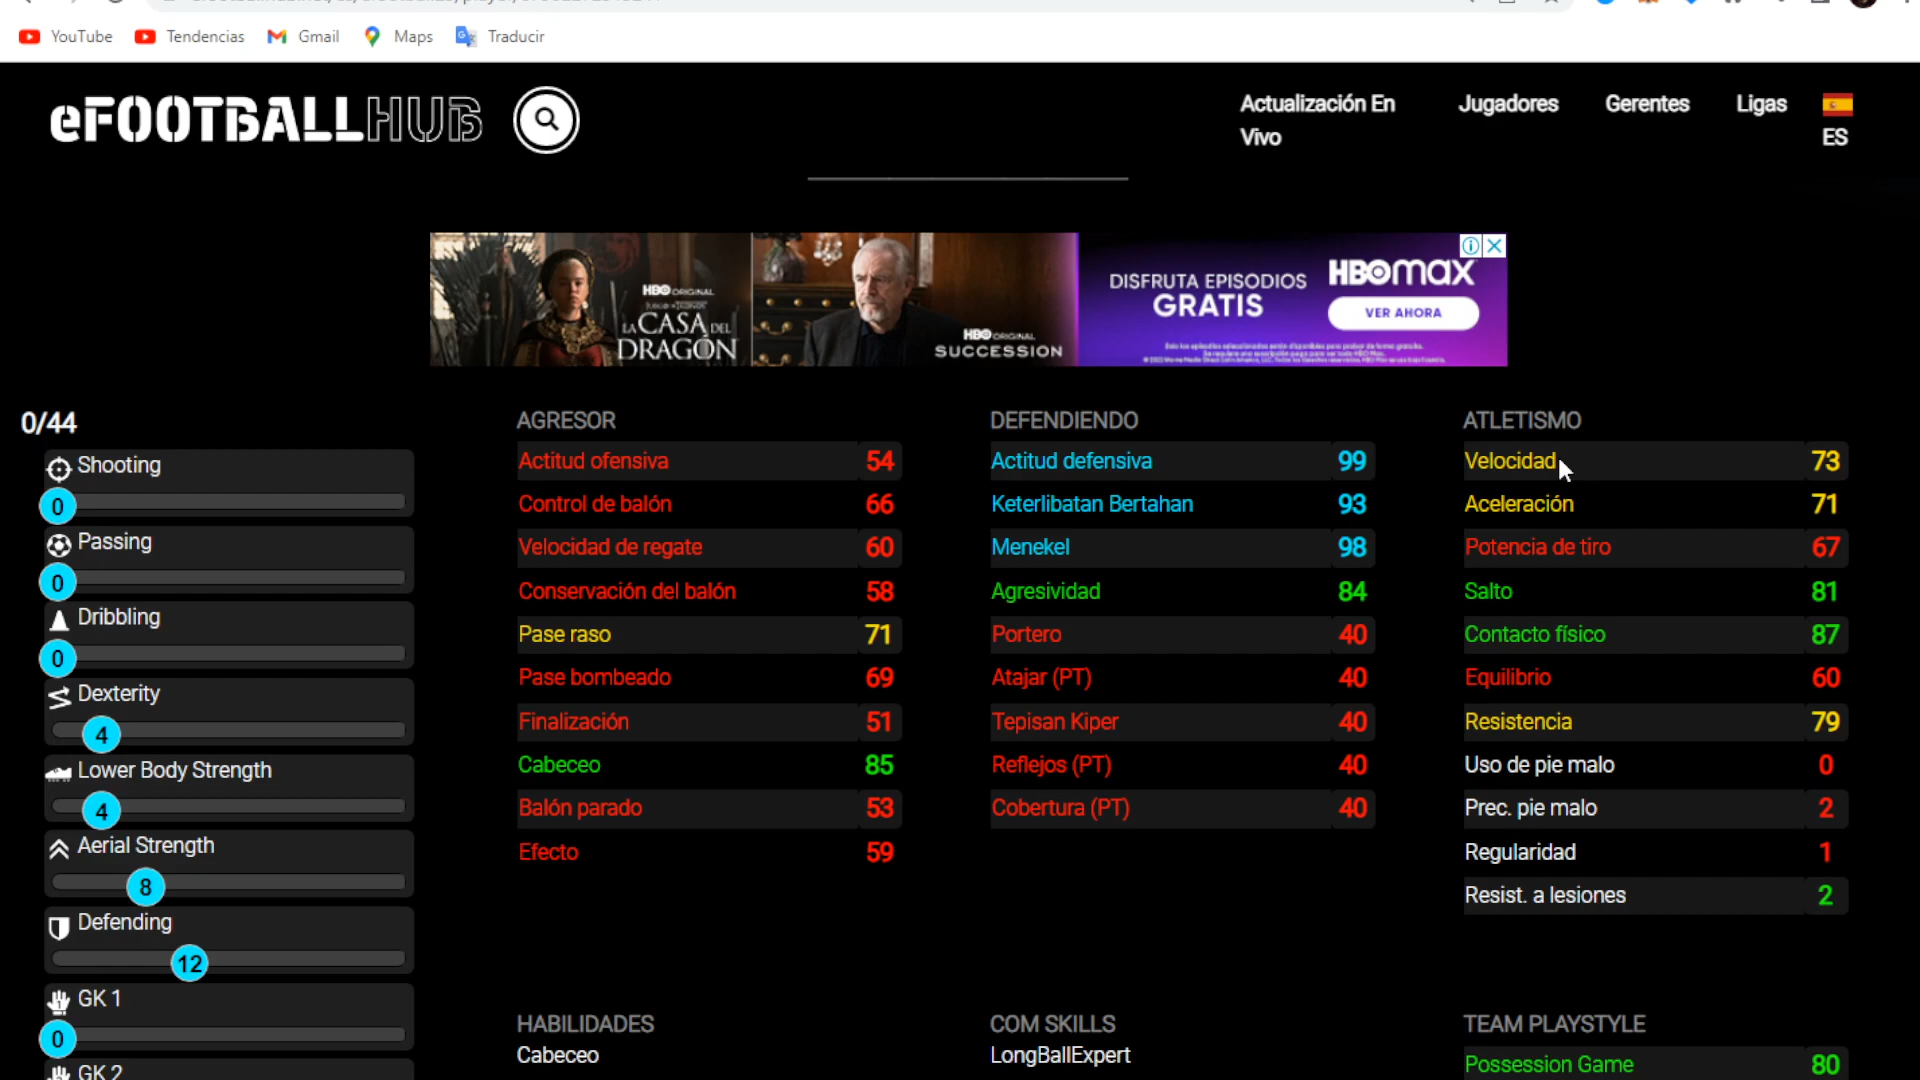 YouTube Tendencias Gmail Maps Traducir
eFOOTBALLHUB
Actualización En Vivo
Jugadores
Gerentes
Ligas
ES
HBO ORIGINAL
LA CASA DEL DRAGÓN
HBO ORIGINAL
SUCCESSION
DISFRUTA EPISODIOS
GRATIS
HBOmax
VER AHORA
0/44
Shooting
0
Passing
0
Dribbling
0
Dexterity
4
Lower Body Strength
4
Aerial Strength
8
Defending
12
GK 1
0
GK 2
AGRESOR
Actitud ofensiva 54
Control de balón 66
Velocidad de regate 60
Conservación del balón 58
Pase raso 71
Pase bombeado 69
Finalización 51
Cabeceo 85
Balón parado 53
Efecto 59
DEFENDIENDO
Actitud defensiva 99
Keterlibatan Bertahan 93
Menekel 98
Agresividad 84
Portero 40
Atajar (PT) 40
Tepisan Kiper 40
Reflejos (PT) 40
Cobertura (PT) 40
ATLETISMO
Velocidad 73
Aceleración 71
Potencia de tiro 67
Salto 81
Contacto físico 87
Equilibrio 60
Resistencia 79
Uso de pie malo 0
Prec. pie malo 2
Regularidad 1
Resist. a lesiones 2
HABILIDADES
Cabeceo
COM SKILLS
LongBallExpert
TEAM PLAYSTYLE
Possession Game 80